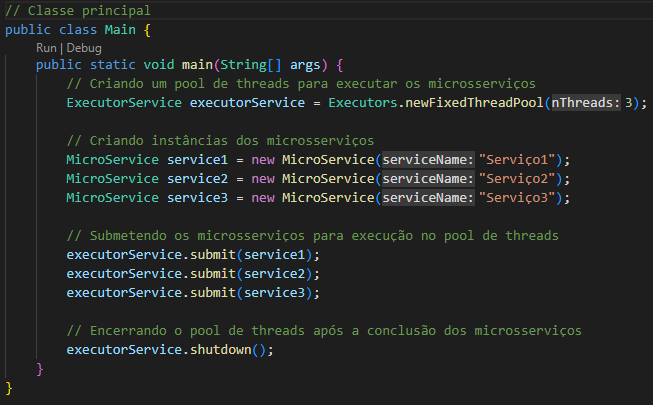 // Classe principal
public class Main {
Run | Debug
public static void main(String[] args) {
// Criando um pool de threads para executar os microsserviços
ExecutorService executorService = Executors.newFixedThreadPool(nThreads: 3);
// Criando instâncias dos microsserviços
MicroService service1 = new MicroService(serviceName: "Serviço1");
MicroService service2 = new MicroService(serviceName: "Serviço2");
MicroService service3 = new MicroService(serviceName: "Serviço3");
// Submetendo os microsserviços para execução no pool de threads
executorService.submit(service1);
executorService.submit(service2);
executorService.submit(service3);
// Encerrando o pool de threads após a conclusão dos microsserviços
executorService.shutdown();
}
}